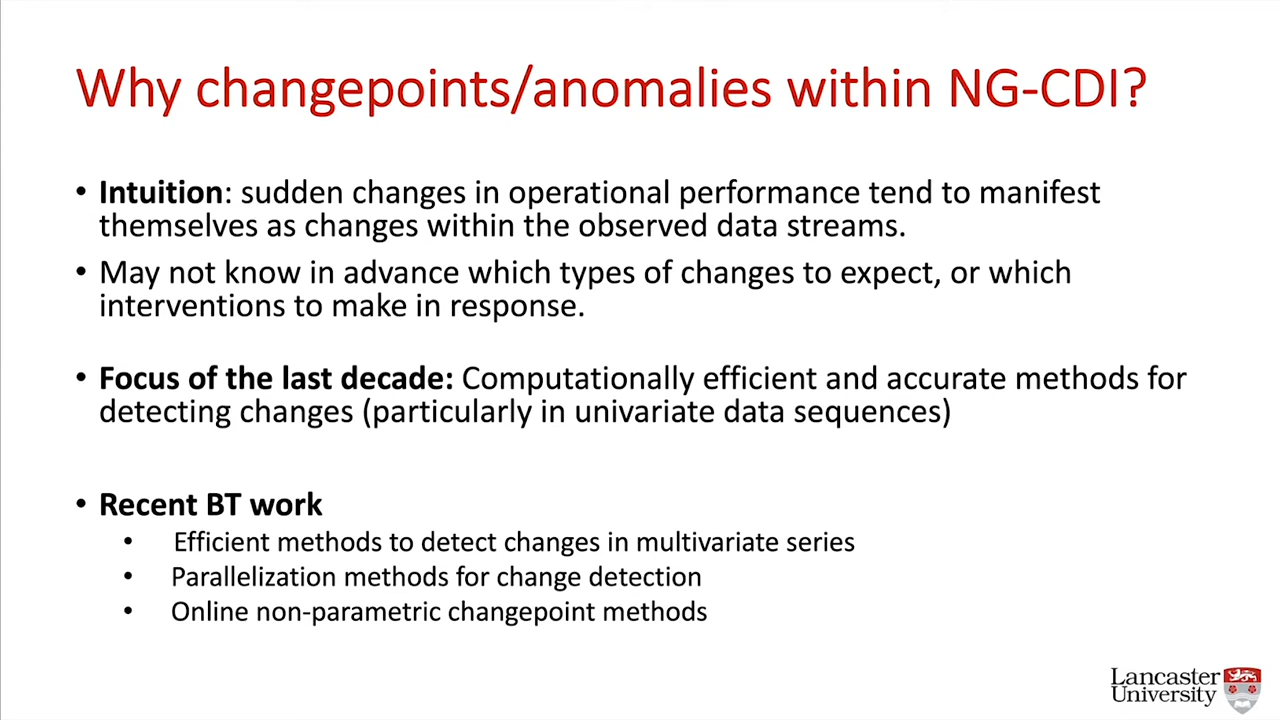 Why changepoints/anomalies within NG-CDI?
• Intuition: sudden changes in operational performance tend to manifest
themselves as changes within the observed data streams.
• May not know in advance which types of changes to expect, or which
interventions to make in response.
• Focus of the last decade: Computationally efficient and accurate methods for
detecting changes (particularly in univariate data sequences)
• Recent BT work
• Efficient methods to detect changes in multivariate series
• Parallelization methods for change detection
• Online non-parametric changepoint methods
Lancaster
University